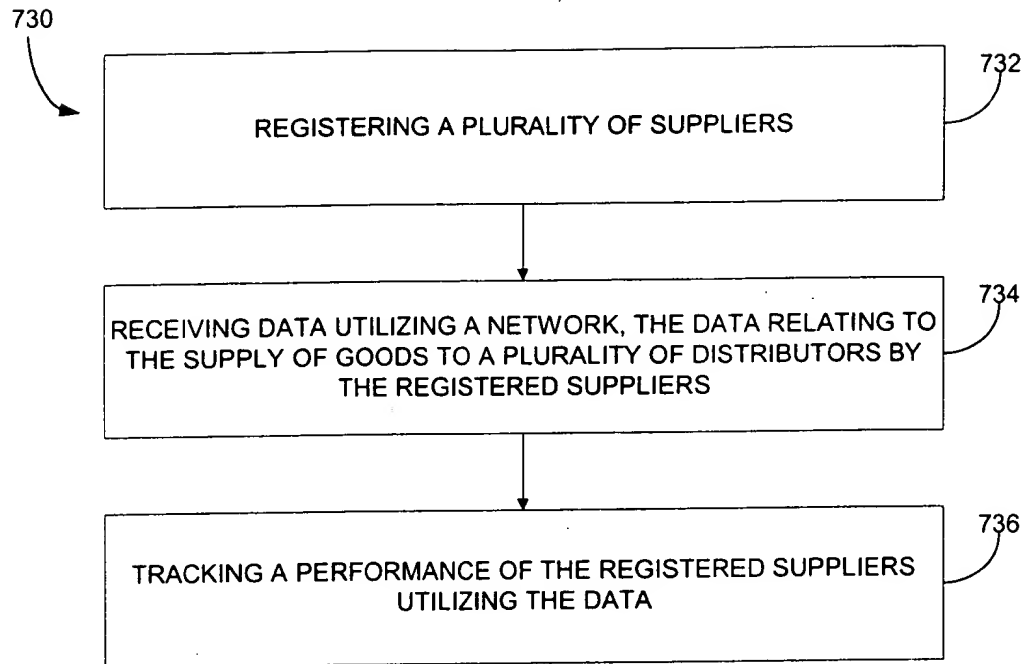 730
732
REGISTERING A PLURALITY OF SUPPLIERS
734
RECEIVING DATA UTILIZING A NETWORK, THE DATA RELATING TO
THE SUPPLY OF GOODS TO A PLURALITY OF DISTRIBUTORS BY
THE REGISTERED SUPPLIERS
736
TRACKING A PERFORMANCE OF THE REGISTERED SUPPLIERS
UTILIZING THE DATA